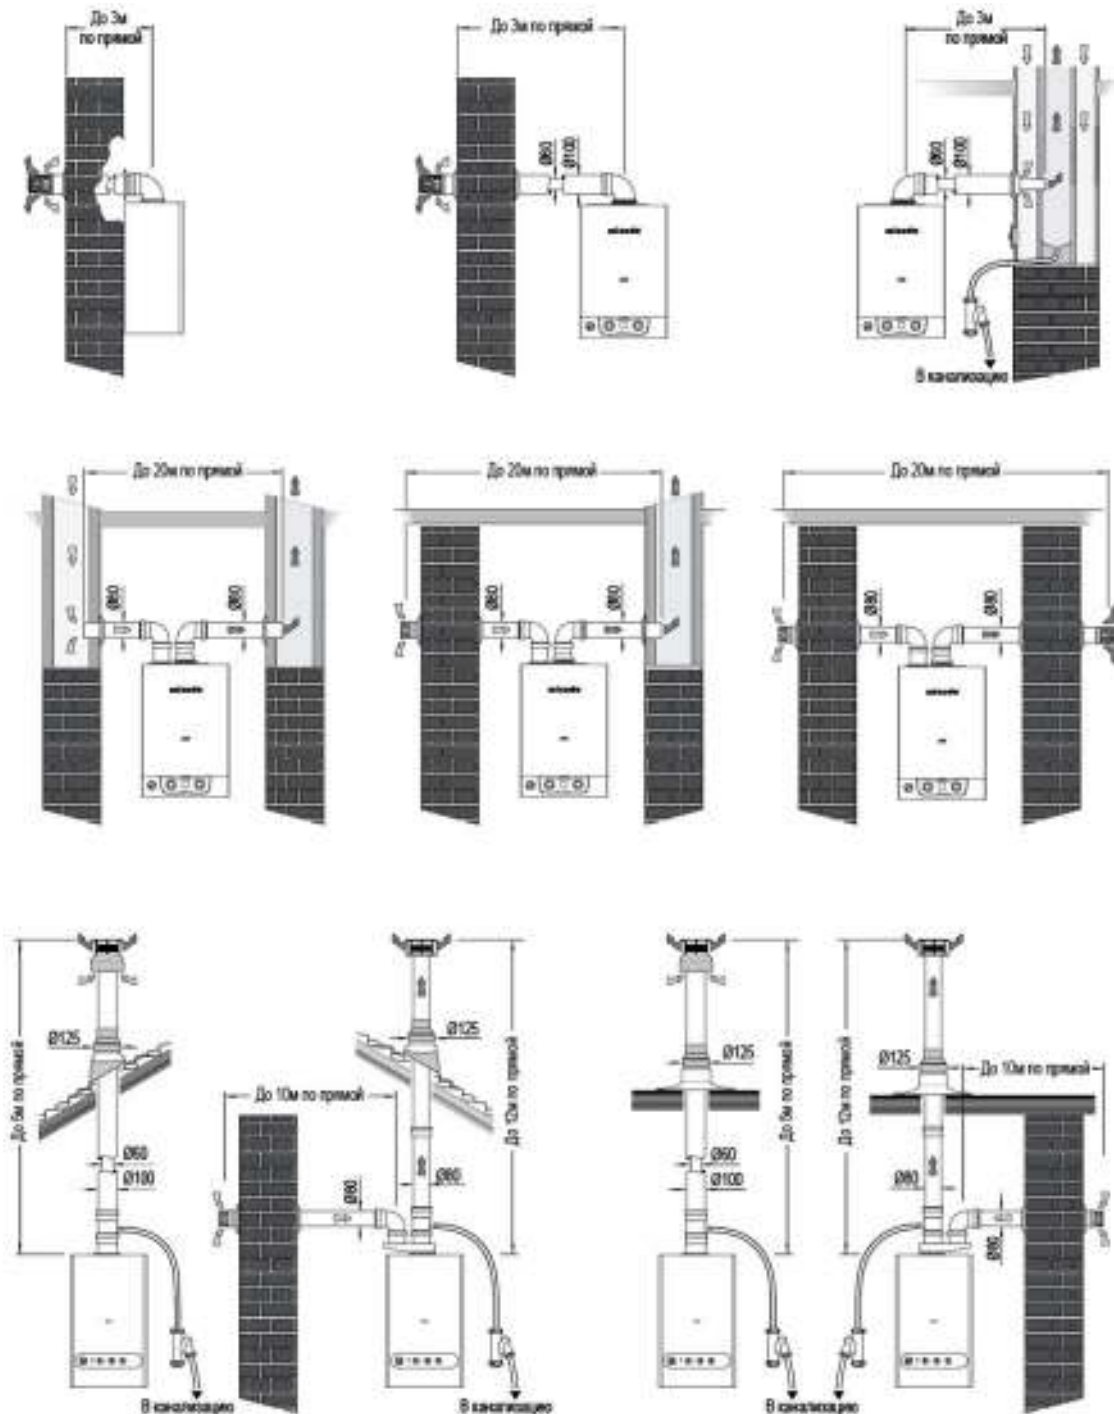 До 3м
по прямой
До 3м по прямой
Ø60
Ø100
До 3м
по прямой
Ø60
Ø100
В канализацию
До 20м по прямой
Ø80
Ø80
До 20м по прямой
Ø80
Ø80
До 20м по прямой
Ø80
Ø80
До 6м по прямой
Ø125
Ø60
Ø100
В канализацию
До 10м по прямой
Ø80
Ø125
Ø80
До 12м по прямой
В канализацию
Ø125
До 6м по прямой
Ø60
Ø100
В канализацию
До 12м по прямой
Ø125
До 10м по прямой
Ø80
Ø80